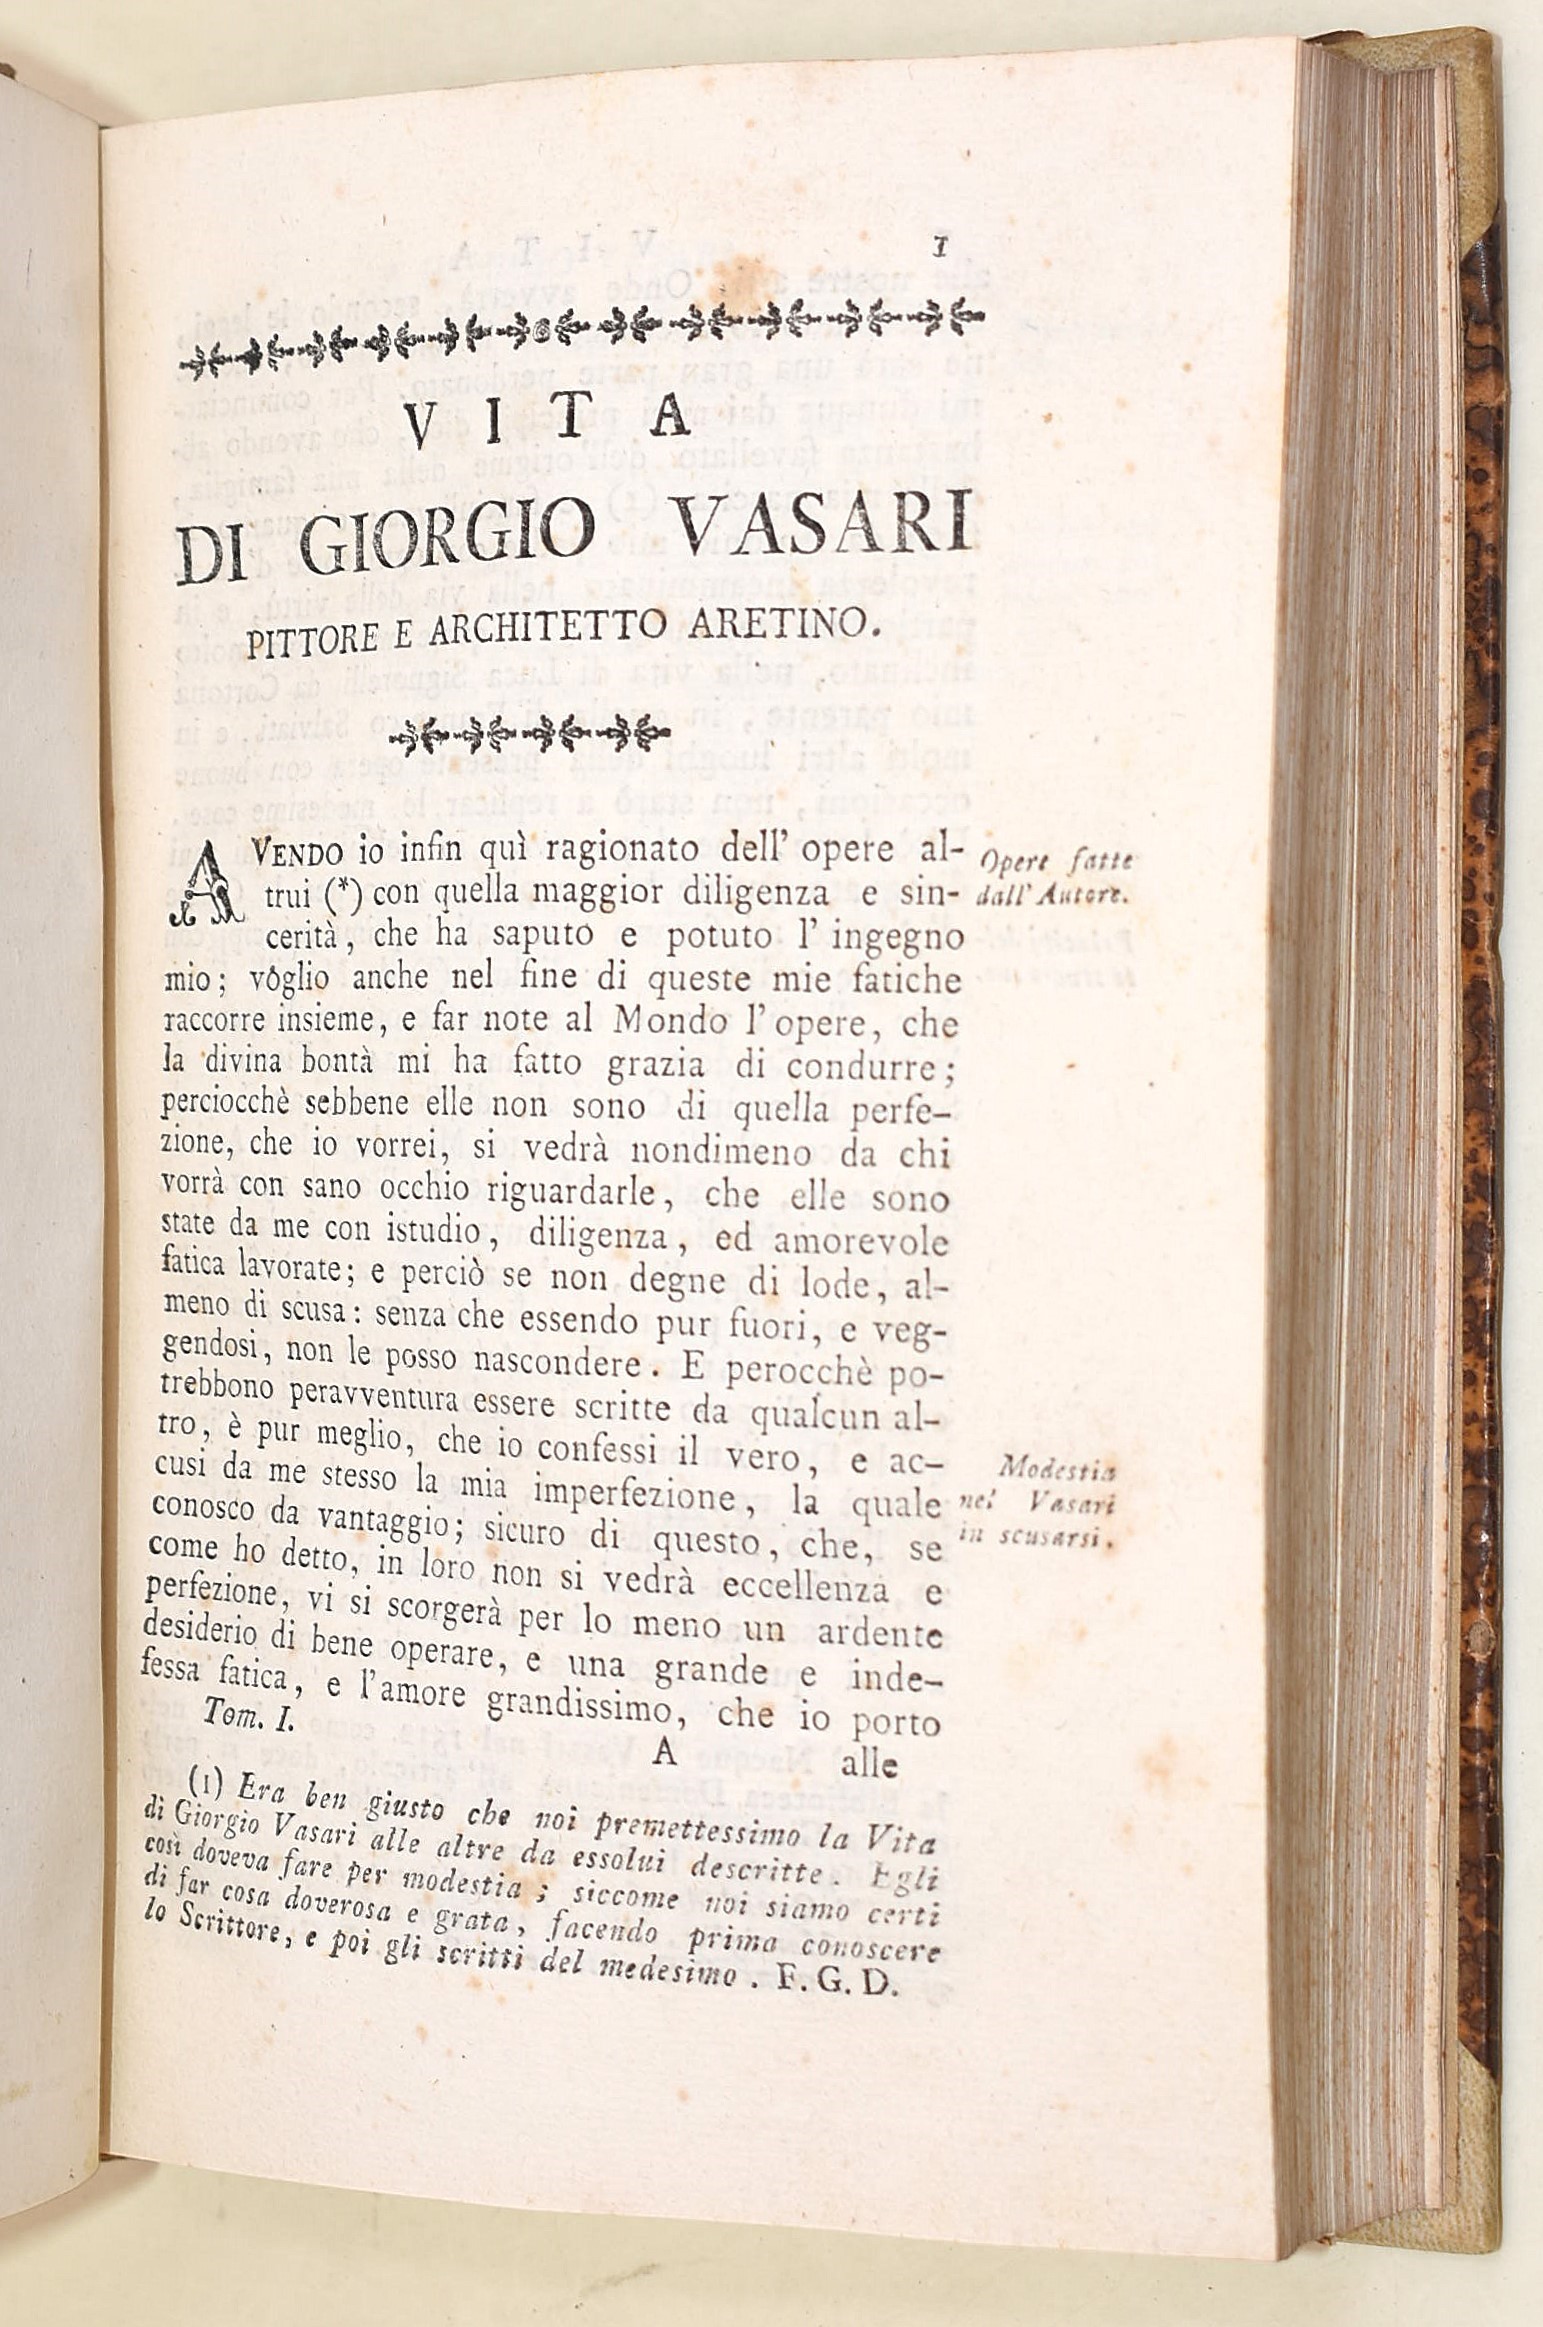 1
VITA
DI GIORGIO VASARI
PITTORE E ARCHITETTO ARETINO.
AVENDO io infin quì ragionato dell' opere al-
trui (*) con quella maggior diligenza e sin-
cerità, che ha saputo e potuto l' ingegno
mio; voglio anche nel fine di queste mie fatiche
raccorre insieme, e far note al Mondo l' opere, che
la divina bontà mi ha fatto grazia di condurre;
perciocchè sebbene elle non sono di quella perfe-
zione, che io vorrei, si vedrà nondimeno da chi
vorrà con sano occhio riguardarle, che elle sono
state da me con istudio, diligenza, ed amorevole
fatica lavorate; e perciò se non degne di lode, al-
meno di scusa: senza che essendo pur fuori, e veg-
gendosi, non le posso nascondere. E perocchè po-
trebbono peravventura essere scritte da qualcun al-
tro, è pur meglio, che io confessi il vero, e ac-
cusi da me stesso la mia imperfezione, la quale
conosco da vantaggio; sicuro di questo, che, se
come ho detto, in loro non si vedrà eccellenza e
perfezione, vi si scorgerà per lo meno un ardente
desiderio di bene operare, e una grande e inde-
fessa fatica, e l'amore grandissimo, che io porto
Tom. I.
A
alle
Opere fatte
dall' Autore.
Modestia
nel Vasari
in scusarsi.
(1) Era ben giusto che noi premettessimo la Vita
di Giorgio Vasari alle altre da essolui descritte. Egli
così doveva fare per modestia; siccome noi siamo certi
di far cosa doverosa e grata, facendo prima conoscere
lo Scrittore, e poi gli scritti del medesimo. F. G. D.